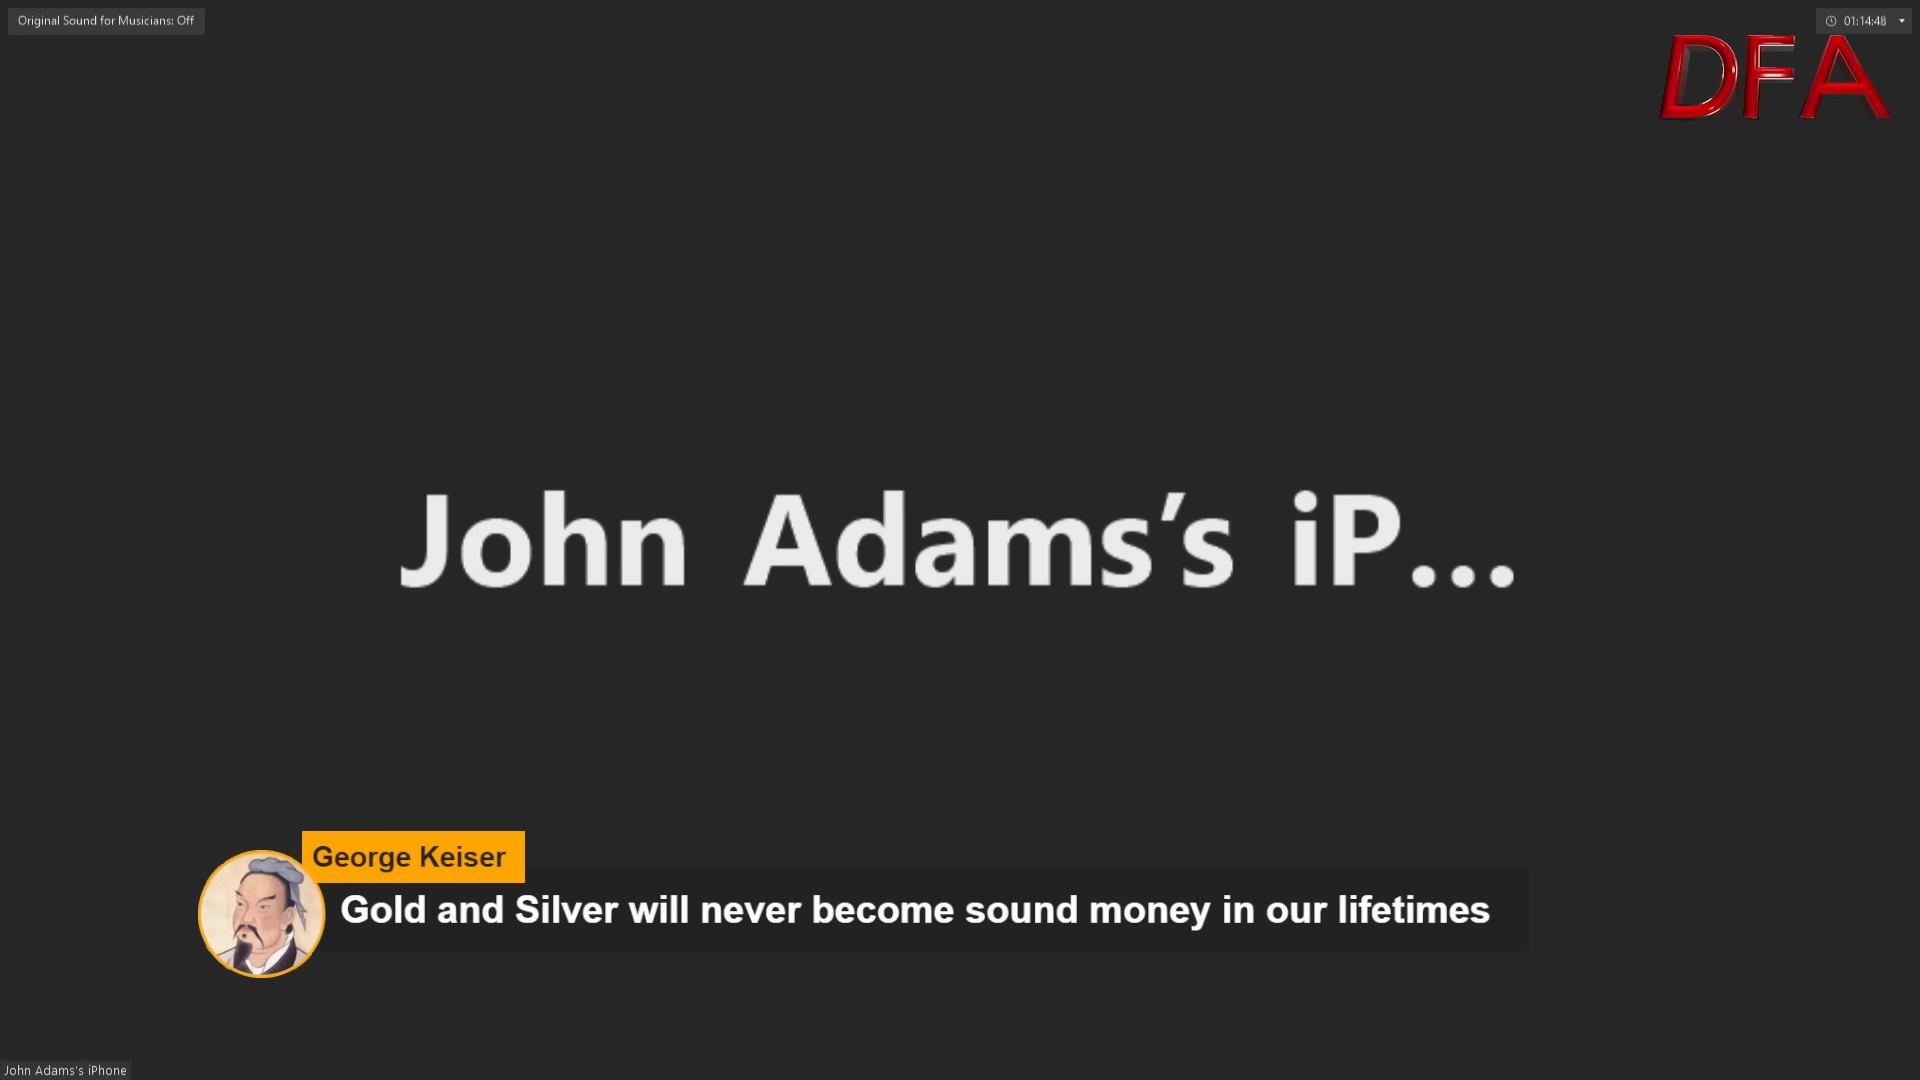 Original Sound for Musicians: Off
01:14:48
DFA
John Adams’s iP...
George Keiser
Gold and Silver will never become sound money in our lifetimes
John Adams's iPhone